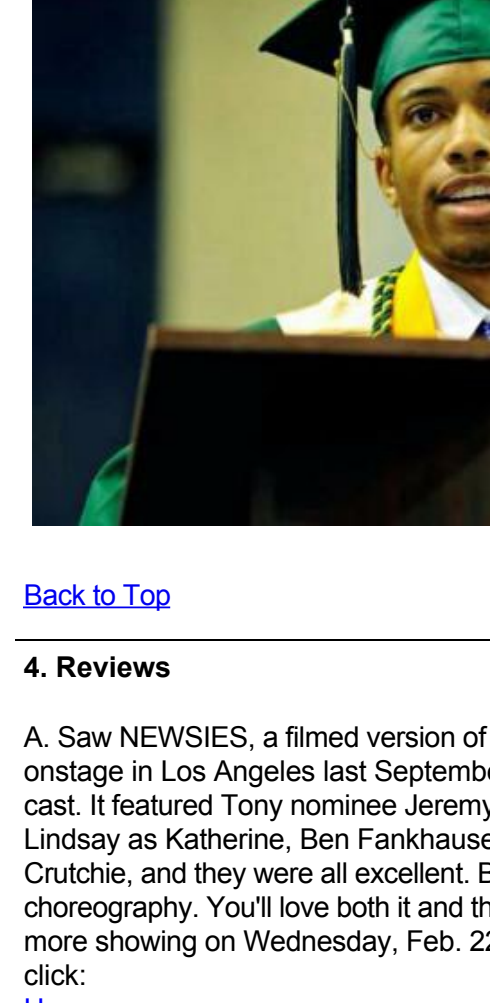 Back to Top
4. Reviews
A. Saw NEWSIES, a filmed version of
onstage in Los Angeles last Septembe
cast. It featured Tony nominee Jeremy
Lindsay as Katherine, Ben Fankhause
Crutchie, and they were all excellent. B
choreography. You'll love both it and th
more showing on Wednesday, Feb. 22
click: